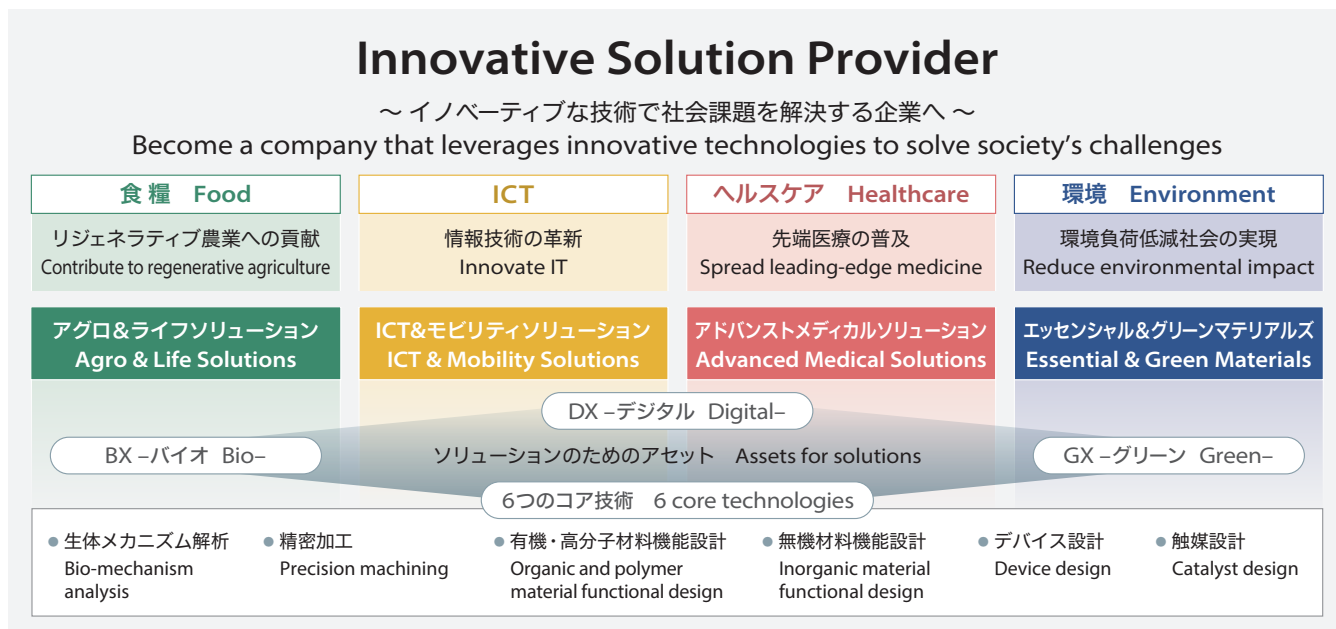 Innovative Solution Provider
～ イノベーティブな技術で社会課題を解決する企業へ ～
Become a company that leverages innovative technologies to solve society's challenges
食 糧 Food
リジェネラティブ農業への貢献
Contribute to regenerative agriculture
アグロ&ライフソリューション
Agro & Life Solutions
ICT
情報技術の革新
Innovate IT
ICT&モビリティソリューション
ICT & Mobility Solutions
ヘルスケア Healthcare
先端医療の普及
Spread leading-edge medicine
アドバンストメディカルソリューション
Advanced Medical Solutions
環境 Environment
環境負荷低減社会の実現
Reduce environmental impact
エッセンシャル&グリーンマテリアルズ
Essential & Green Materials
DX –デジタル Digital–
BX –バイオ Bio–
ソリューションのためのアセット Assets for solutions
GX –グリーン Green–
6つのコア技術 6 core technologies
● 生体メカニズム解析
Bio-mechanism
analysis
● 精密加工
Precision machining
● 有機・高分子材料機能設計
Organic and polymer
material functional design
● 無機材料機能設計
Inorganic material
functional design
● デバイス設計
Device design
● 触媒設計
Catalyst design